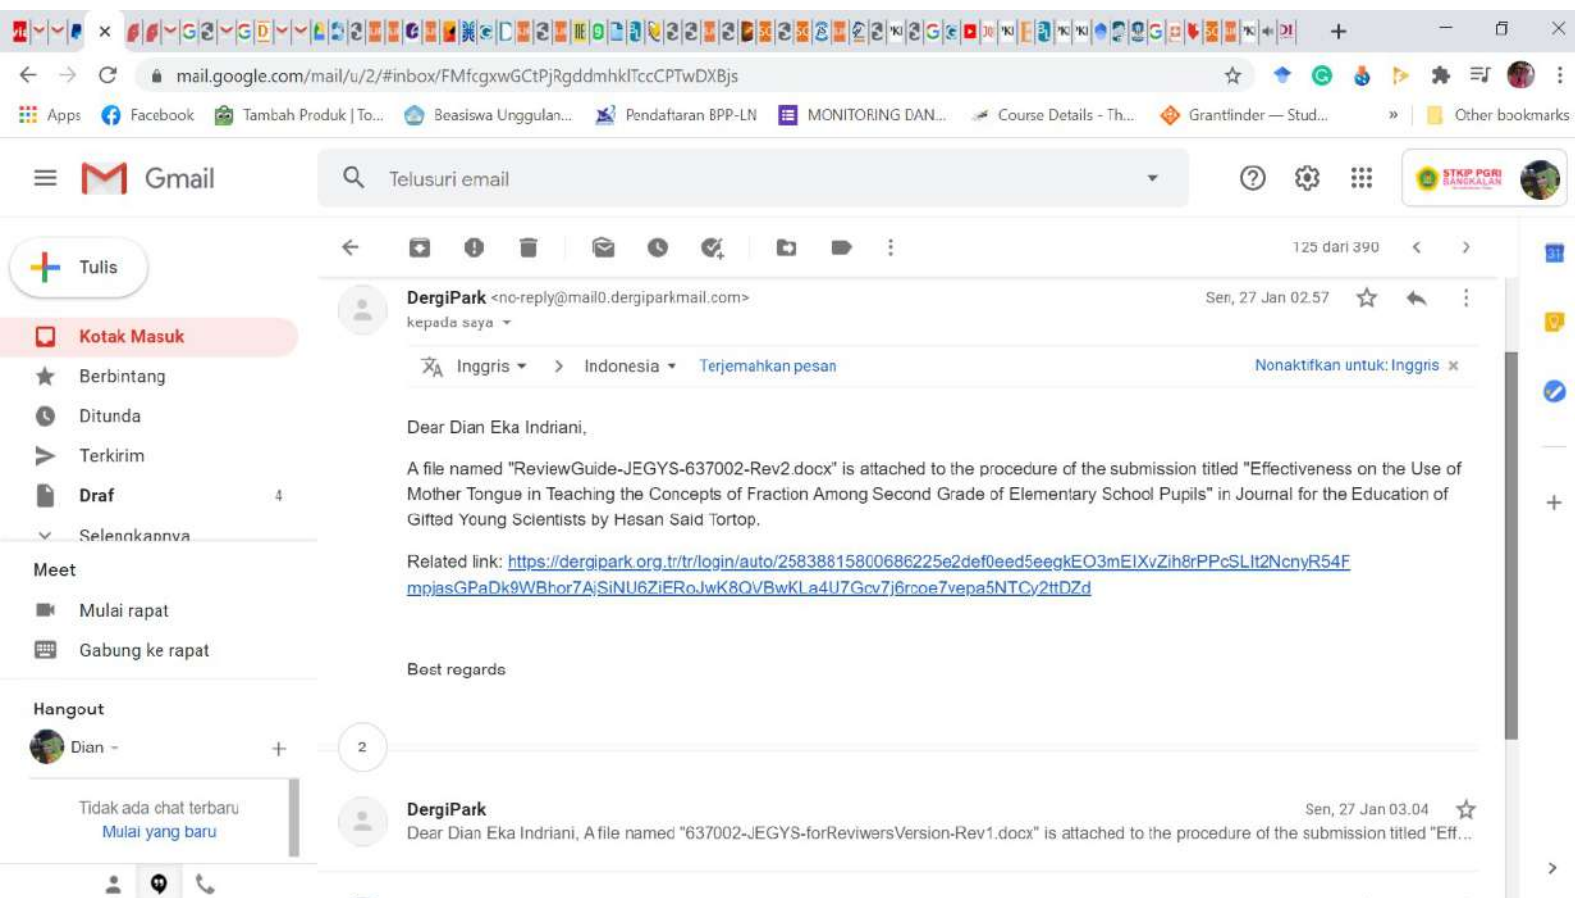 mail.google.com/mail/u/2/#inbox/FMfcgxwGCtPjRgddmhklTccCPTwDXBjs
Apps Facebook Tambah Produk | To... Beasiswa Unggulan... Pendaftaran BPP-LN MONITORING DAN... Course Details - Th... Grantfinder — Stud... » Other bookmarks
Gmail
Telusuri email
STKIP PGRI
BANGKALAN
Tulis
125 dari 390
Kotak Masuk
Berbintang
Ditunda
Terkirim
Draf 4
Selengkapnya
Meet
Mulai rapat
Gabung ke rapat
Hangout
Dian
Tidak ada chat terbaru
Mulai yang baru
DergiPark <no-reply@mail0.dergiparkmail.com> Sen, 27 Jan 02.57
kepada saya
Inggris > Indonesia Terjemahkan pesan Nonaktifkan untuk: Inggris ×
Dear Dian Eka Indriani,
A file named "ReviewGuide-JEGYS-637002-Rev2.docx" is attached to the procedure of the submission titled "Effectiveness on the Use of
Mother Tongue in Teaching the Concepts of Fraction Among Second Grade of Elementary School Pupils" in Journal for the Education of
Gifted Young Scientists by Hasan Said Tortop.
Related link: https://dergipark.org.tr/tr/login/auto/25838815800686225e2def0eed5eegkEO3mEIXvZih8rPPcSLIt2NcnyR54F
mpjasGPaDk9WBhor7AjSiNU6ZiERoJwK8QVBwKLa4U7Gcv7j6rcoe7vepa5NTCy2ttDZd
Best regards
2
DergiPark Sen, 27 Jan 03.04
Dear Dian Eka Indriani, A file named "637002-JEGYS-forReviwersVersion-Rev1.docx" is attached to the procedure of the submission titled "Eff...
31